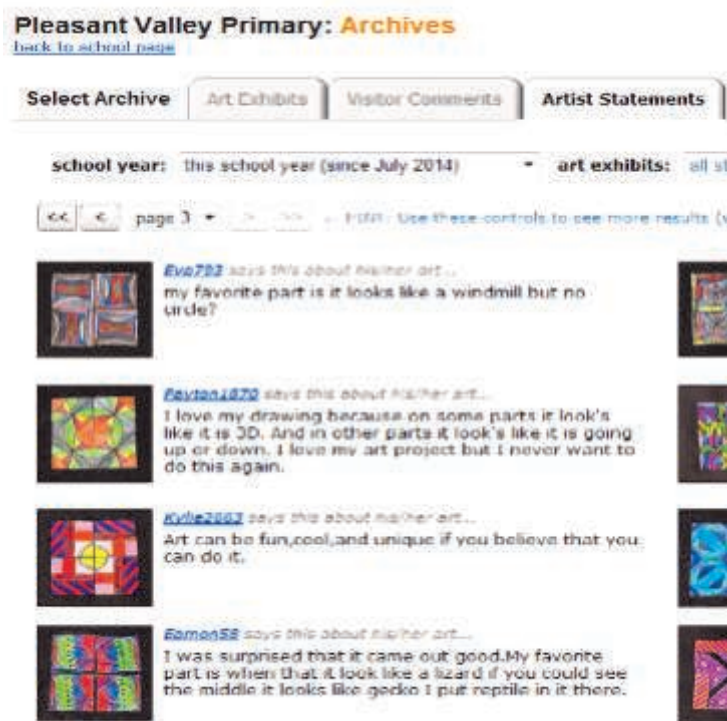 Pleasant Valley Primary: Archives
back to school page
Select Archive Art Exhibits Visitor Comments Artist Statements
school year: this school year (since July 2014) art exhibits: all
<< < page 3 > >> Use these controls to see more results
Eva793 says this about his/her art...
my favorite part is it looks like a windmill but no
circle?
Payton1870 says this about his/her art...
I love my drawing because on some parts it look's
like it is 3D. And in other parts it look's like it is going
up or down. I love my art project but I never want to
do this again.
Kylie2663 says this about his/her art...
Art can be fun,cool,and unique if you believe that you
can do it.
Eamon58 says this about his/her art...
I was surprised that it came out good.My favorite
part is when that it look like a lizard if you could see
the middle it looks like gecko I put reptile in it there.